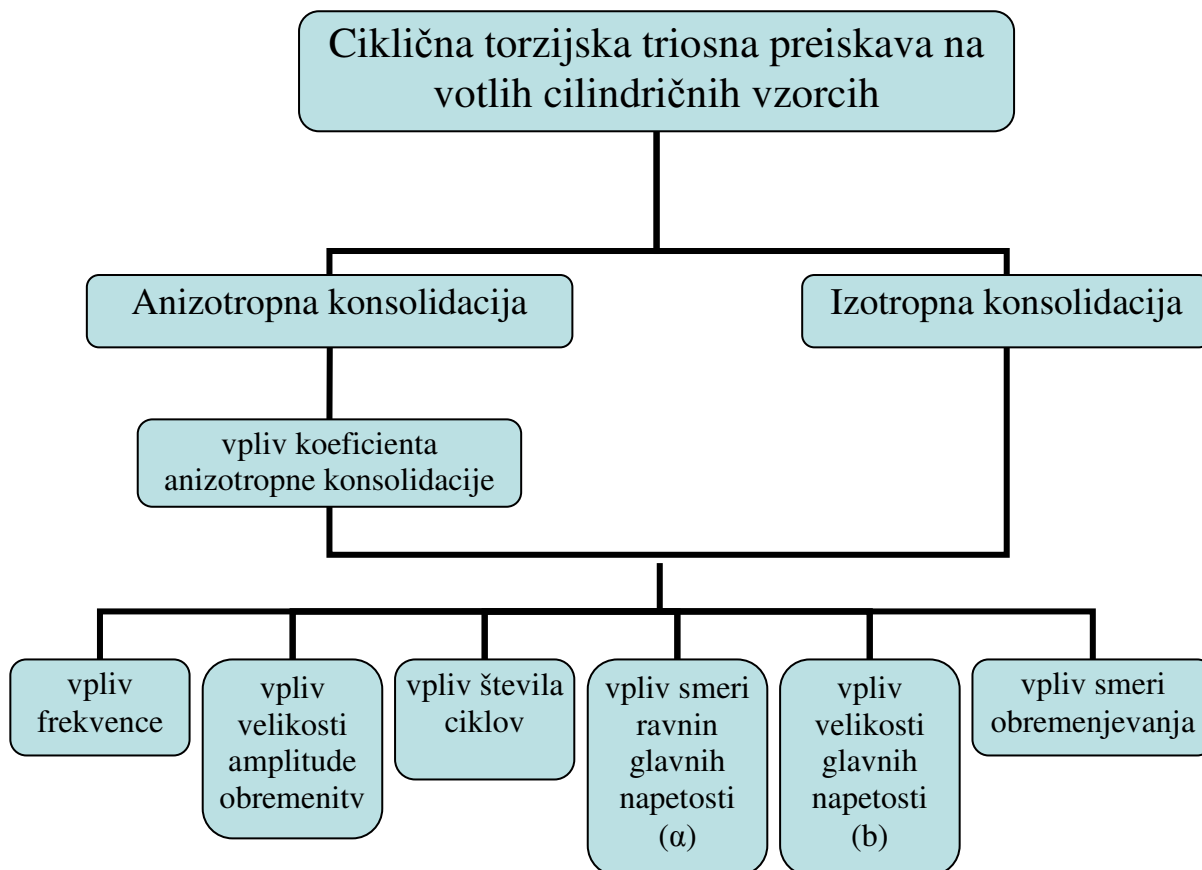 Ciklična torzijska triosna preiskava na
votlih cilindričnih vzorcih
Anizotropna konsolidacija
Izotropna konsolidacija
vpliv koeficienta
anizotropne konsolidacije
vpliv
frekvence
vpliv
velikosti
amplitude
obremenitv
vpliv števila
ciklov
vpliv smeri
ravnin
glavnih
napetosti
(α)
vpliv
velikosti
glavnih
napetosti
(b)
vpliv smeri
obremenjevanja